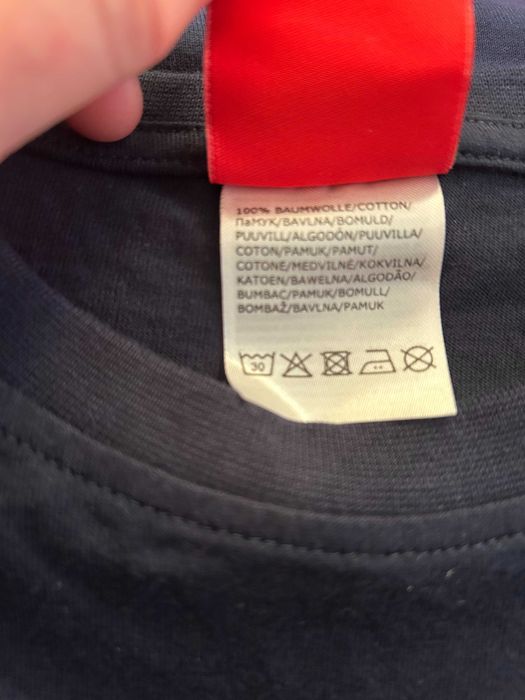 100% BAUMWOLLE/COTTON/
ПаМУК/BAVLNA/BOMULD/
PUUVILL/ALGODÓN/PUUVILLA/
COTON/PAMUK/PAMUT/
COTONE/MEDVILNĖ/KOKVILNA/
KATOEN/BAWEŁNA/ALGODÃO/
BUMBAC/PAMUK/BOMULL/
BOMBAŽ/BAVLNA/PAMUK
30